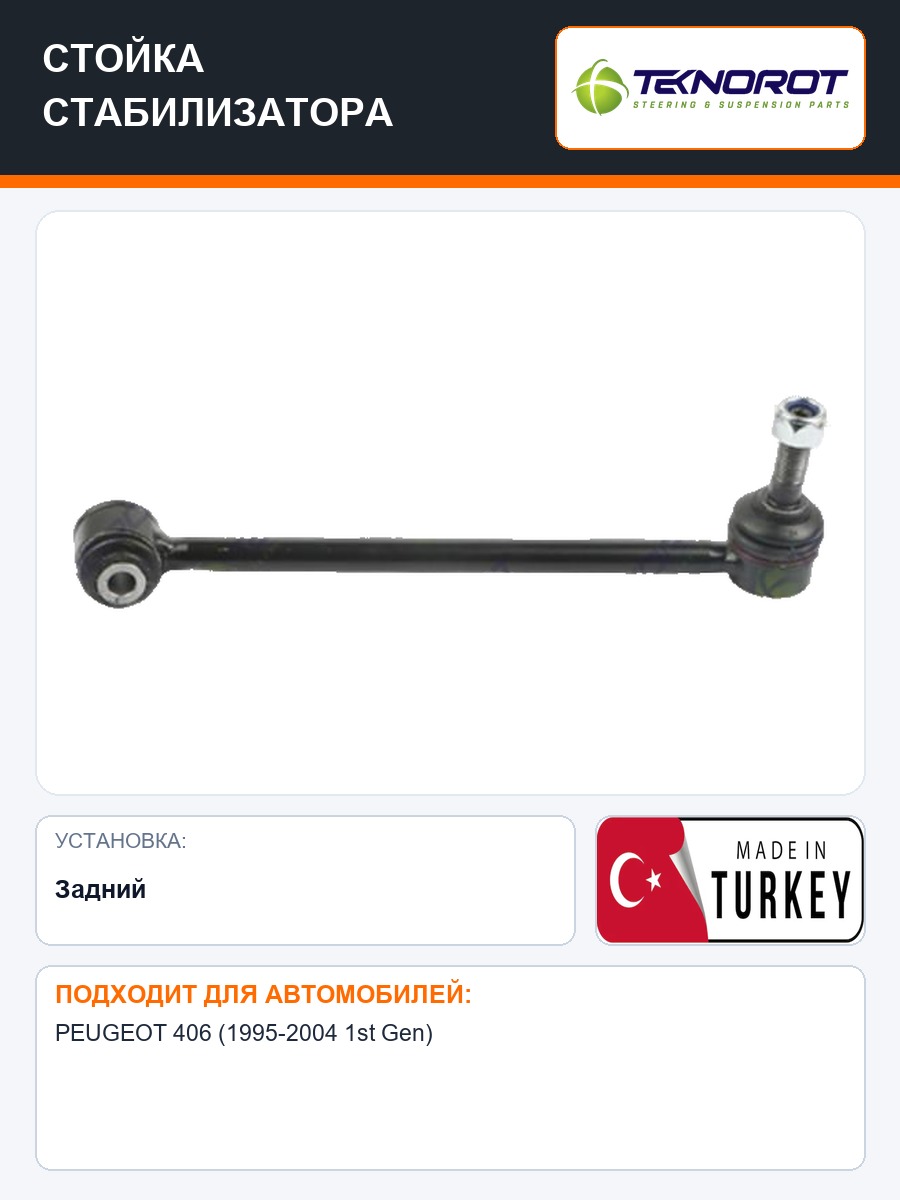 СТОЙКА
СТАБИЛИЗАТОРА
TEKNOROT
STEERING & SUSPENSION PARTS
УСТАНОВКА:
Задний
MADE IN
TURKEY
ПОДХОДИТ ДЛЯ АВТОМОБИЛЕЙ:
PEUGEOT 406 (1995-2004 1st Gen)